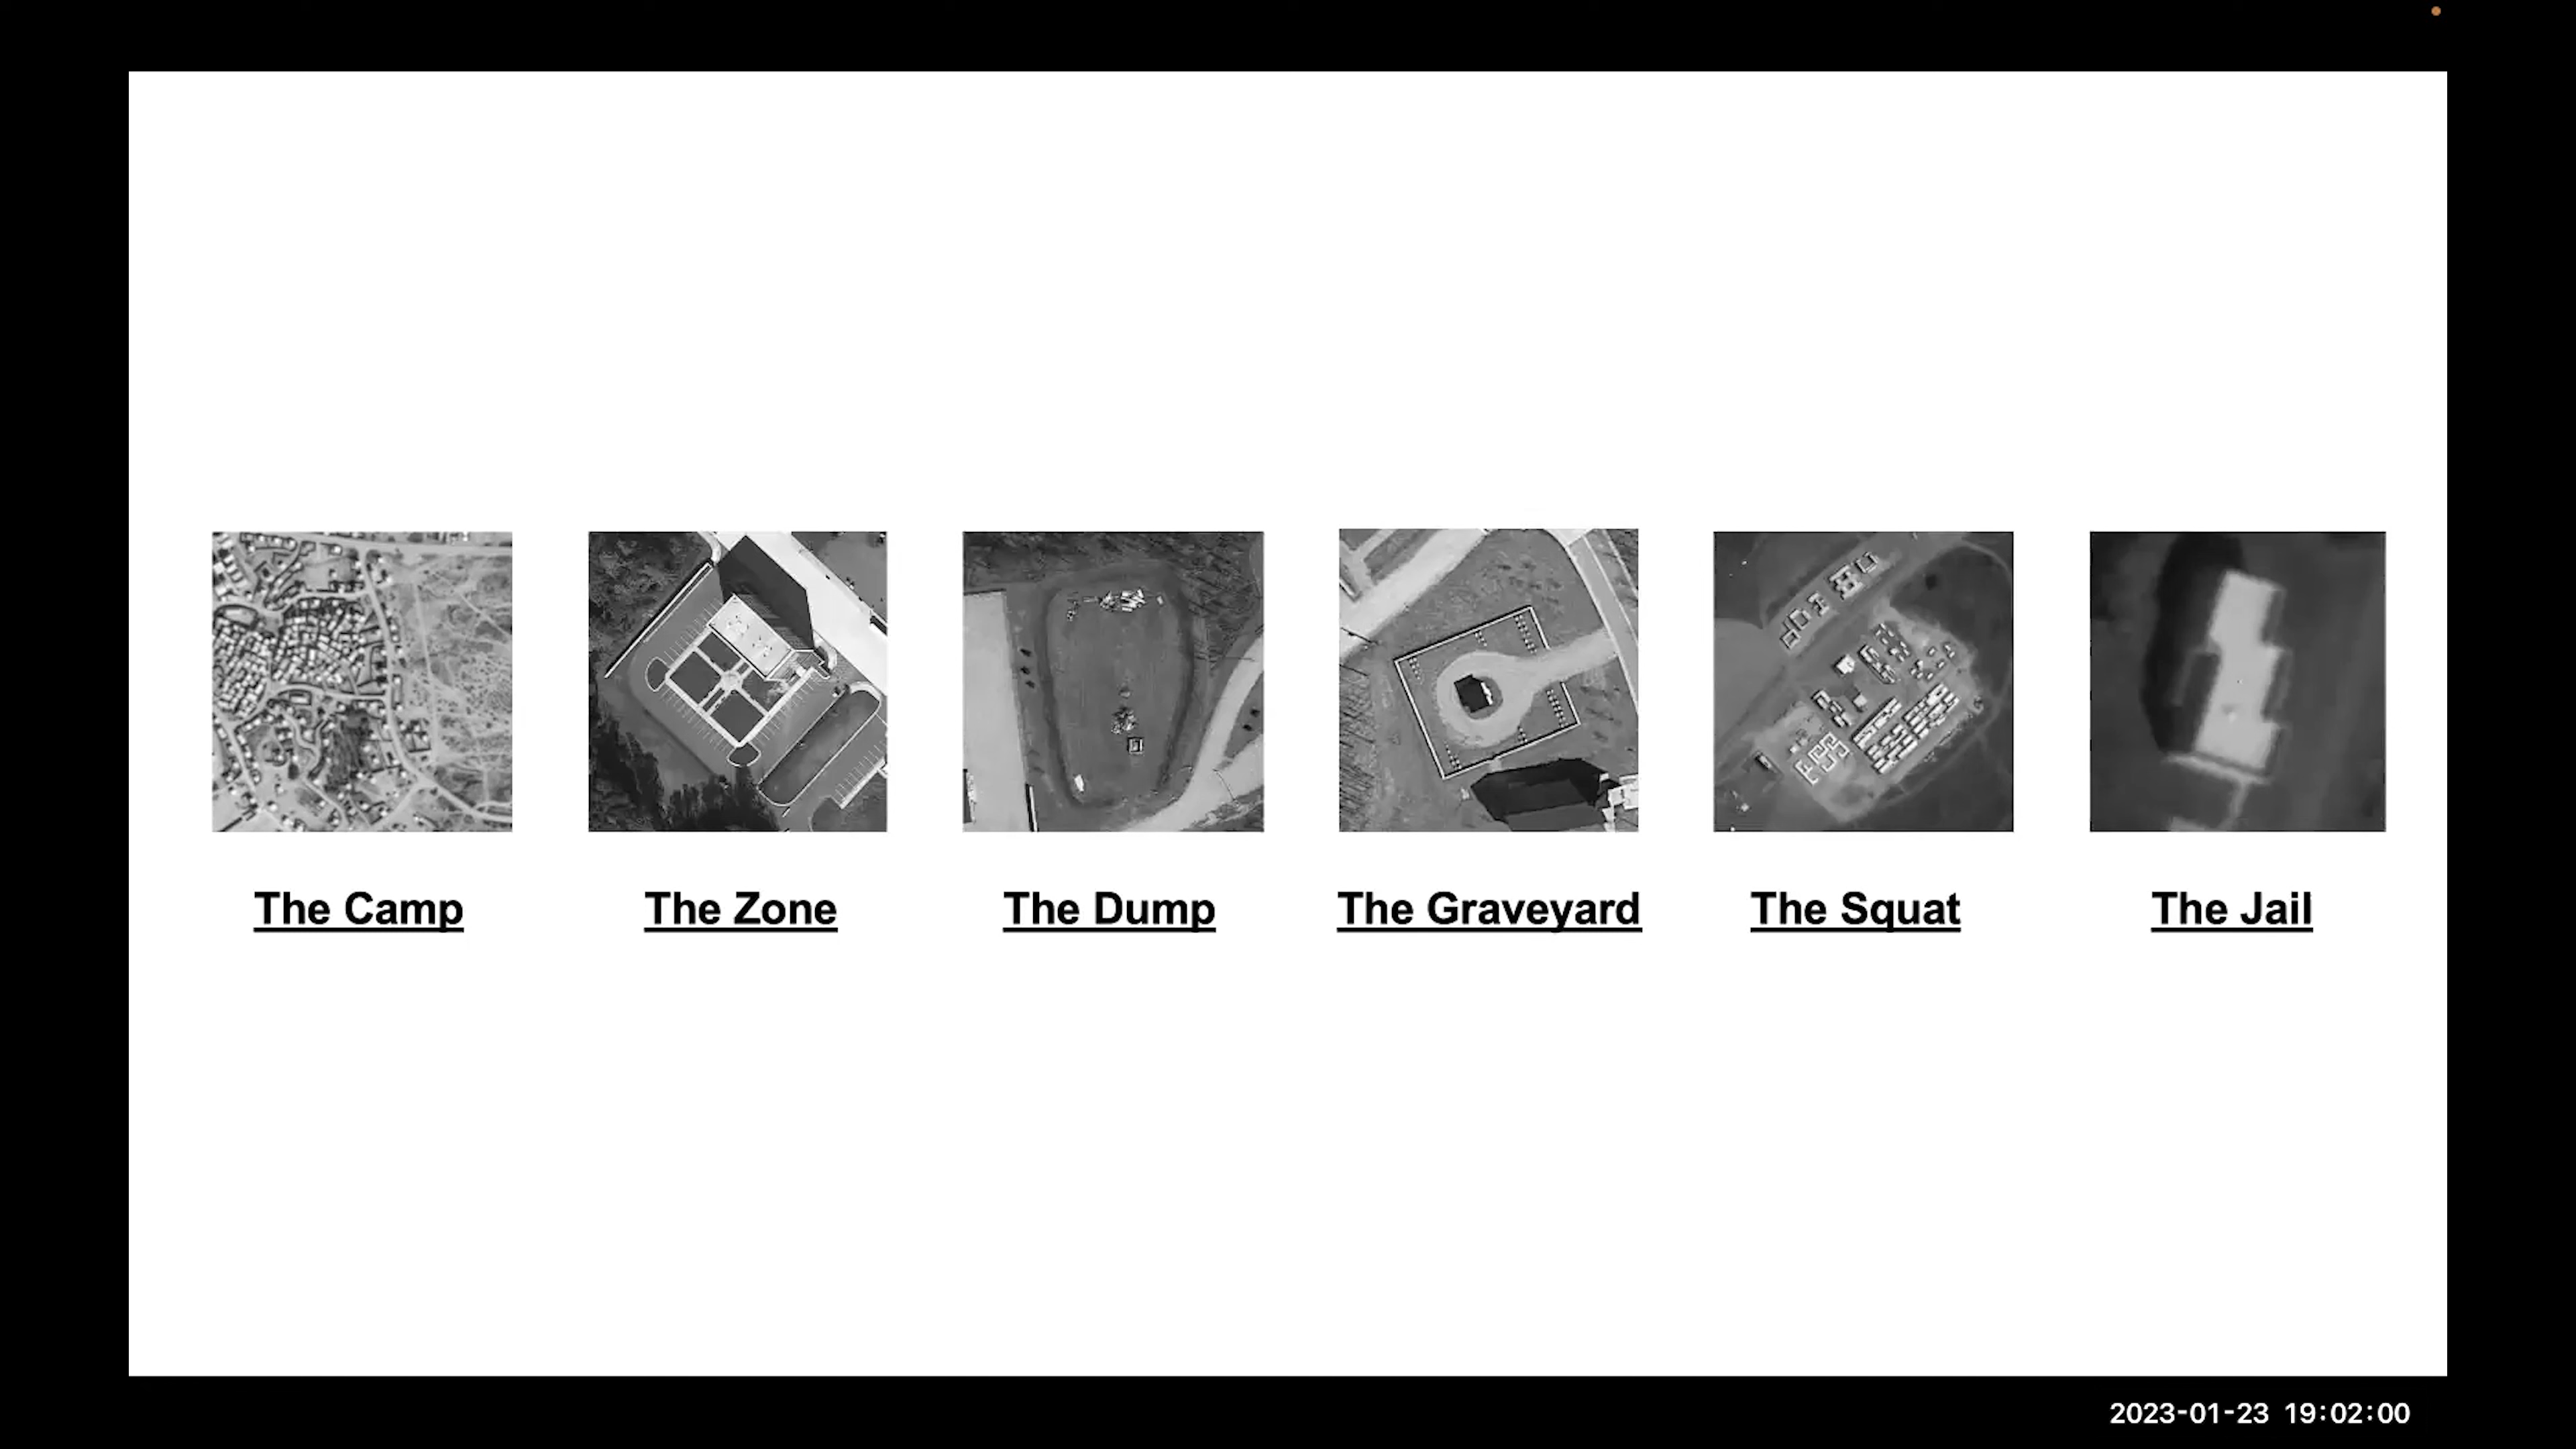 The Camp
The Zone
The Dump
The Graveyard
The Squat
The Jail
2023-01-23 19:02:00